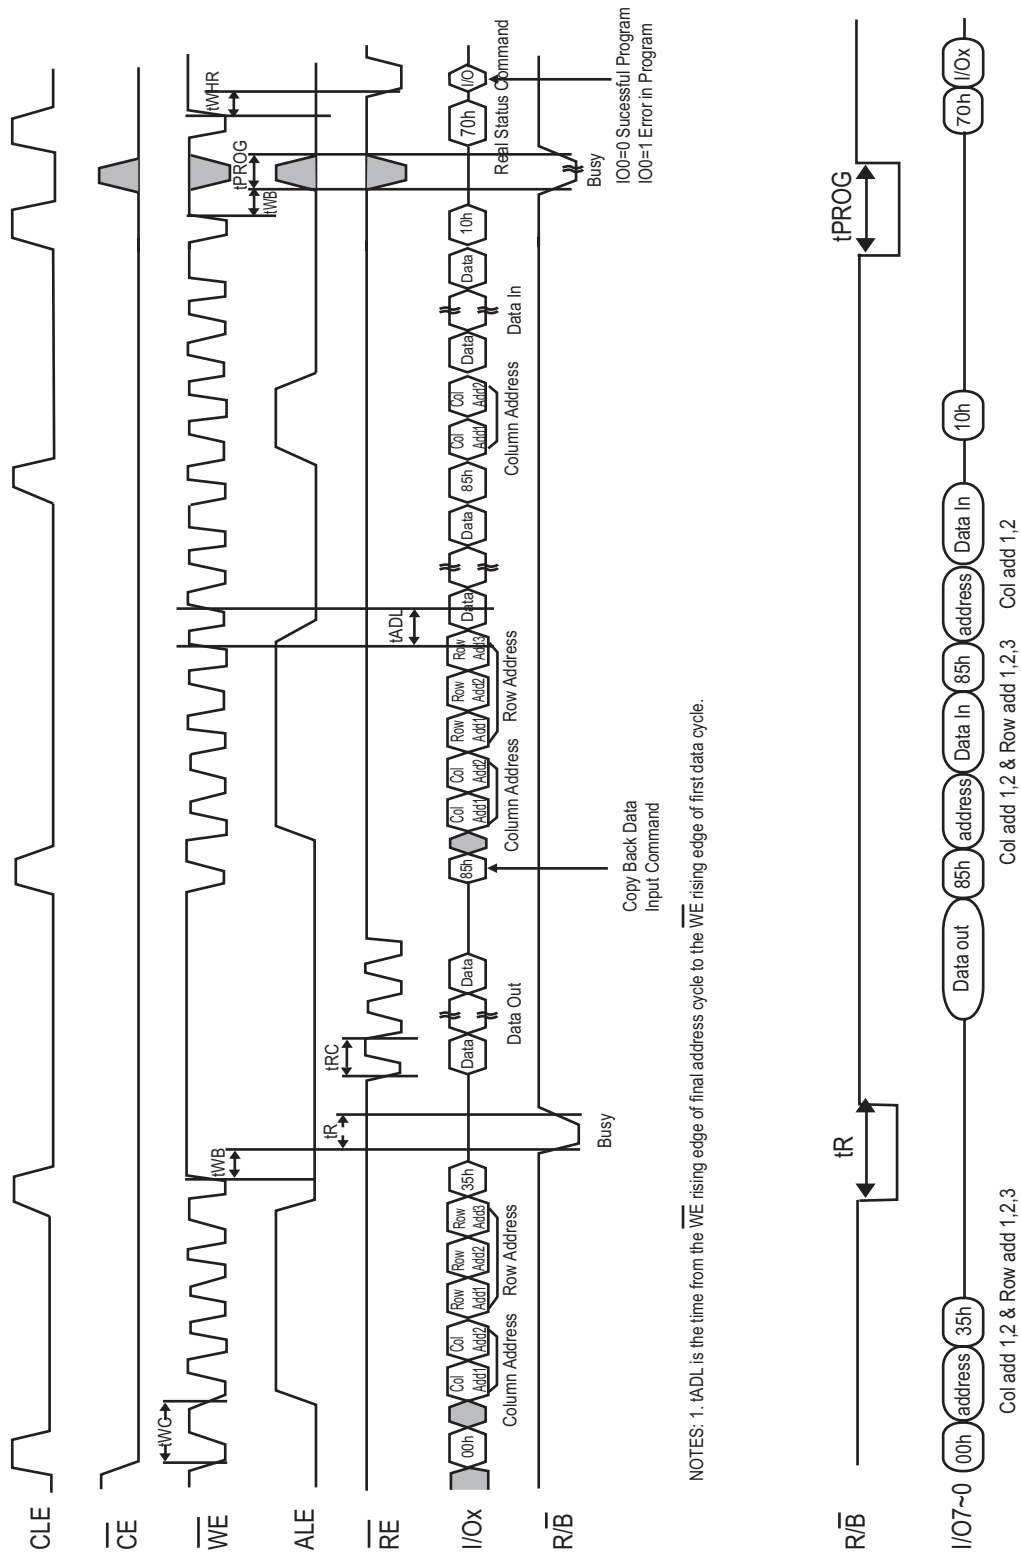 CLE
CE
WE
tWC
tWB
tWB
tPROG
tWHR
ALE
tR
tRC
tADL
RE
I/Ox
00h
Col Add1
Col Add2
Row Add1
Row Add2
Row Add3
35h
Data
Data
85h
Col Add1
Col Add2
Row Add1
Row Add2
Row Add3
Data
Data
85h
Col Add1
Col Add2
Data
Data
10h
70h
I/O
Column Address
Row Address
Data Out
Column Address
Row Address
Column Address
Data In
Real Status Command
R/B
Busy
Busy
Copy Back Data
Input Command
IO0=0 Sucessful Program
IO0=1 Error in Program
NOTES: 1. tADL is the time from the WE rising edge of final address cycle to the WE rising edge of first data cycle.
R/B
tR
tPROG
I/O7~0
00h
address
35h
Data out
85h
address
Data In
85h
address
Data In
10h
70h
I/Ox
Col add 1,2 & Row add 1,2,3
Col add 1,2 & Row add 1,2,3
Col add 1,2